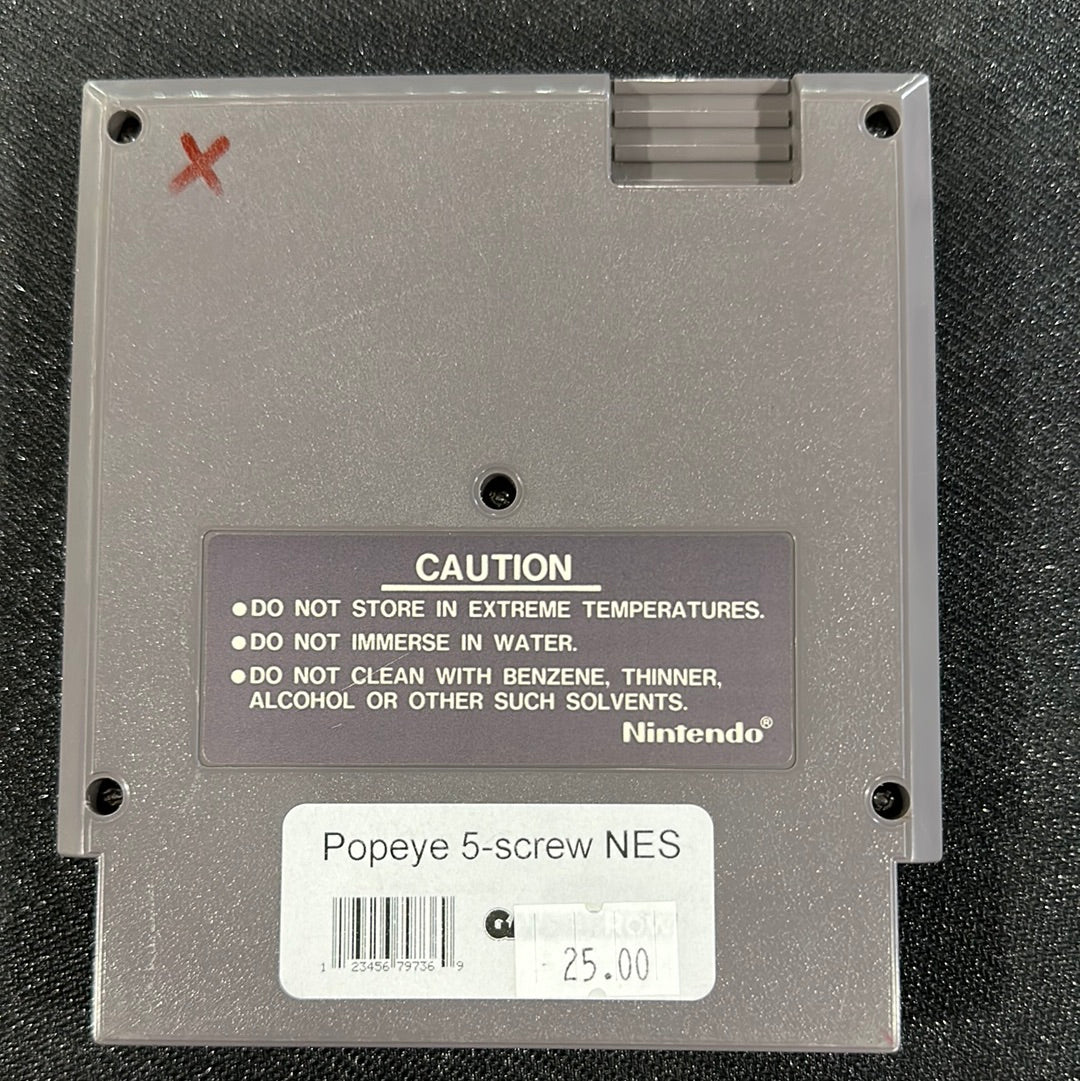 X
CAUTION
●DO NOT STORE IN EXTREME TEMPERATURES.
●DO NOT IMMERSE IN WATER.
●DO NOT CLEAN WITH BENZENE, THINNER,
ALCOHOL OR OTHER SUCH SOLVENTS.
Nintendo®
Popeye 5-screw NES
1 23456 79736 9
25.00